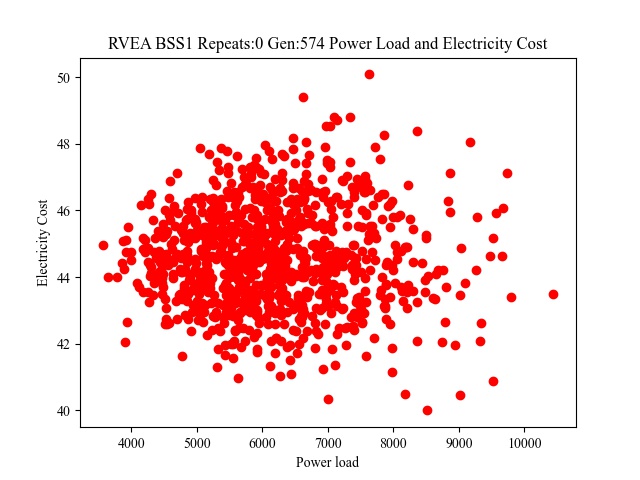 RVEA BSS1 Repeats:0 Gen:574 Power Load and Electricity Cost
50
48
46
44
42
40
Electricity Cost
4000 5000 6000 7000 8000 9000 10000
Power load